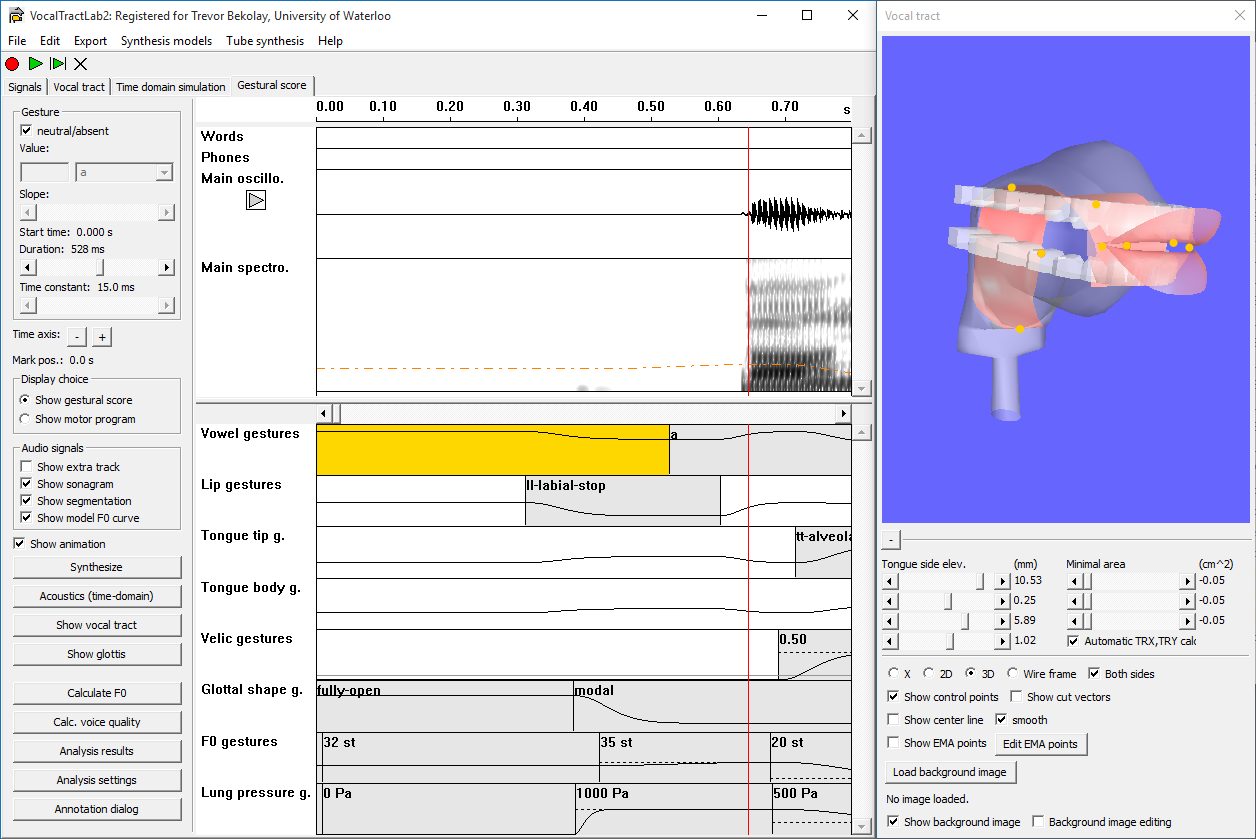 VocalTractLab2: Registered for Trevor Bekolay, University of Waterloo
File Edit Export Synthesis models Tube synthesis Help
Signals Vocal tract Time domain simulation Gestural score
Gesture
neutral/absent
Value:
a
Slope:
Start time: 0.000 s
Duration: 528 ms
Time constant: 15.0 ms
Time axis: - +
Mark pos.: 0.0 s
Display choice
Show gestural score
Show motor program
Audio signals
Show extra track
Show sonagram
Show segmentation
Show model F0 curve
Show animation
Synthesize
Acoustics (time-domain)
Show vocal tract
Show glottis
Calculate F0
Calc. voice quality
Analysis results
Analysis settings
Annotation dialog
0.00 0.10 0.20 0.30 0.40 0.50 0.60 0.70 s
Words
Phones
Main oscillo.
Main spectro.
Vowel gestures a
Lip gestures ll-labial-stop
Tongue tip g. tt-alveola
Tongue body g.
Velic gestures 0.50
Glottal shape g. fully-open modal
F0 gestures 32 st 35 st 20 st
Lung pressure g. 0 Pa 1000 Pa 500 Pa
Vocal tract
-
Tongue side elev. (mm) Minimal area (cm^2)
10.53 -0.05
0.25 -0.05
5.89 -0.05
1.02 Automatic TRX,TRY calc
X 2D 3D Wire frame Both sides
Show control points Show cut vectors
Show center line smooth
Show EMA points Edit EMA points
Load background image
No image loaded.
Show background image Background image editing